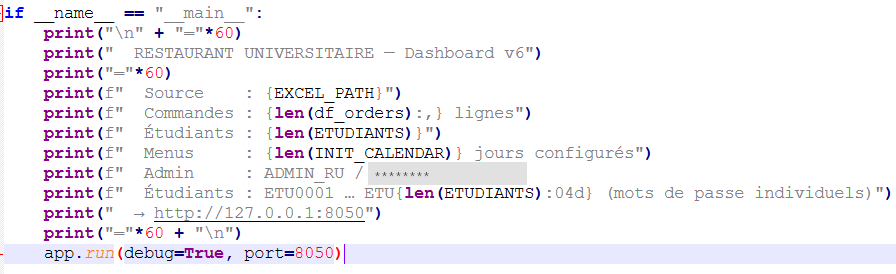 if __name__ == "__main__":
    print("\n" + "="*60)
    print("  RESTAURANT UNIVERSITAIRE — Dashboard v6")
    print("="*60)
    print(f"  Source    : {EXCEL_PATH}")
    print(f"  Commandes : {len(df_orders):,} lignes")
    print(f"  Étudiants : {len(ETUDIANTS)}")
    print(f"  Menus     : {len(INIT_CALENDAR)} jours configurés")
    print(f"  Admin     : ADMIN_RU / ********
    print(f"  Étudiants : ETU0001 … ETU{len(ETUDIANTS):04d} (mots de passe individuels)")
    print("  → http://127.0.0.1:8050")
    print("="*60 + "\n")
    app.run(debug=True, port=8050)